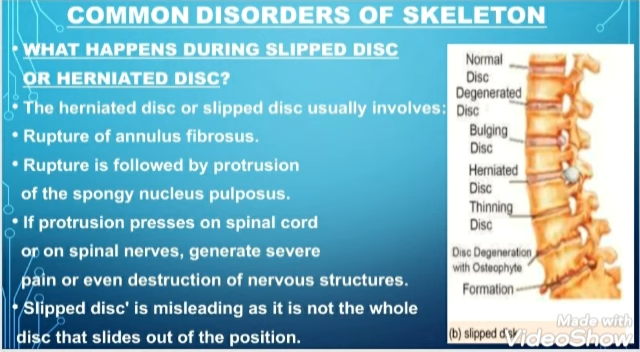 COMMON DISORDERS OF SKELETON
• WHAT HAPPENS DURING SLIPPED DISC
OR HERNIATED DISC?
• The herniated disc or slipped disc usually involves:
• Rupture of annulus fibrosus.
• Rupture is followed by protrusion
of the spongy nucleus pulposus.
• If protrusion presses on spinal cord
or on spinal nerves, generate severe
pain or even destruction of nervous structures.
• Slipped disc' is misleading as it is not the whole
disc that slides out of the position.
Normal
Disc
Degenerated
Disc
Bulging
Disc
Herniated
Disc
Thinning
Disc
Disc Degeneration
with Osteophyte
Formation
(b) slipped disk
Made with
VideoShow